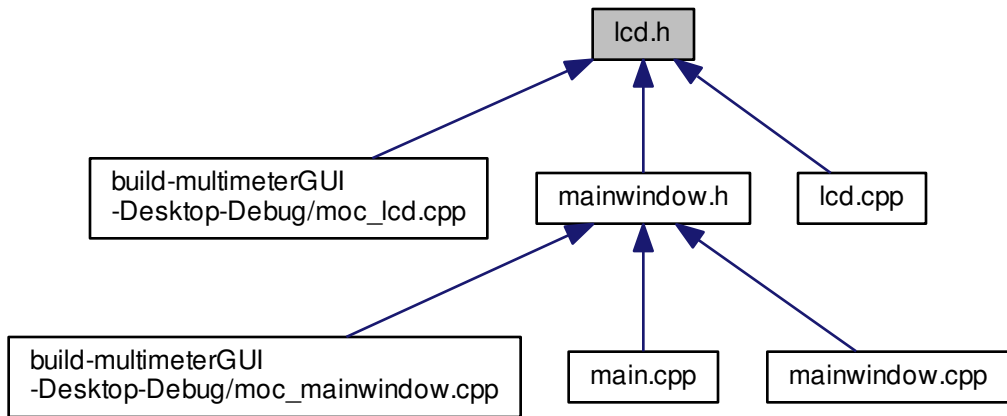 lcd.h
build-multimeterGUI
-Desktop-Debug/moc_lcd.cpp
mainwindow.h
lcd.cpp
build-multimeterGUI
-Desktop-Debug/moc_mainwindow.cpp
main.cpp
mainwindow.cpp